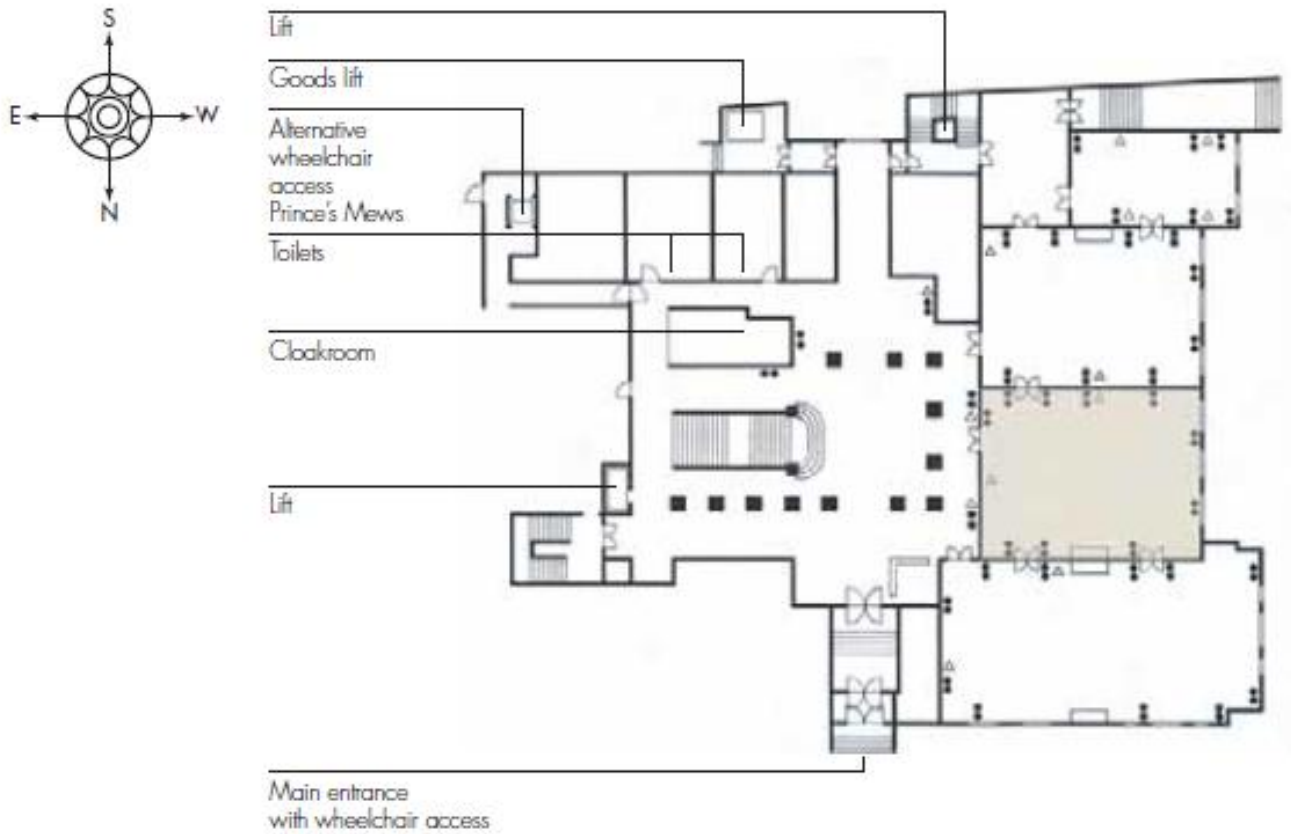 S
E W
N
Lift
Goods lift
Alternative
wheelchair
access
Prince's Mews
Toilets
Cloakroom
Lift
Main entrance
with wheelchair access